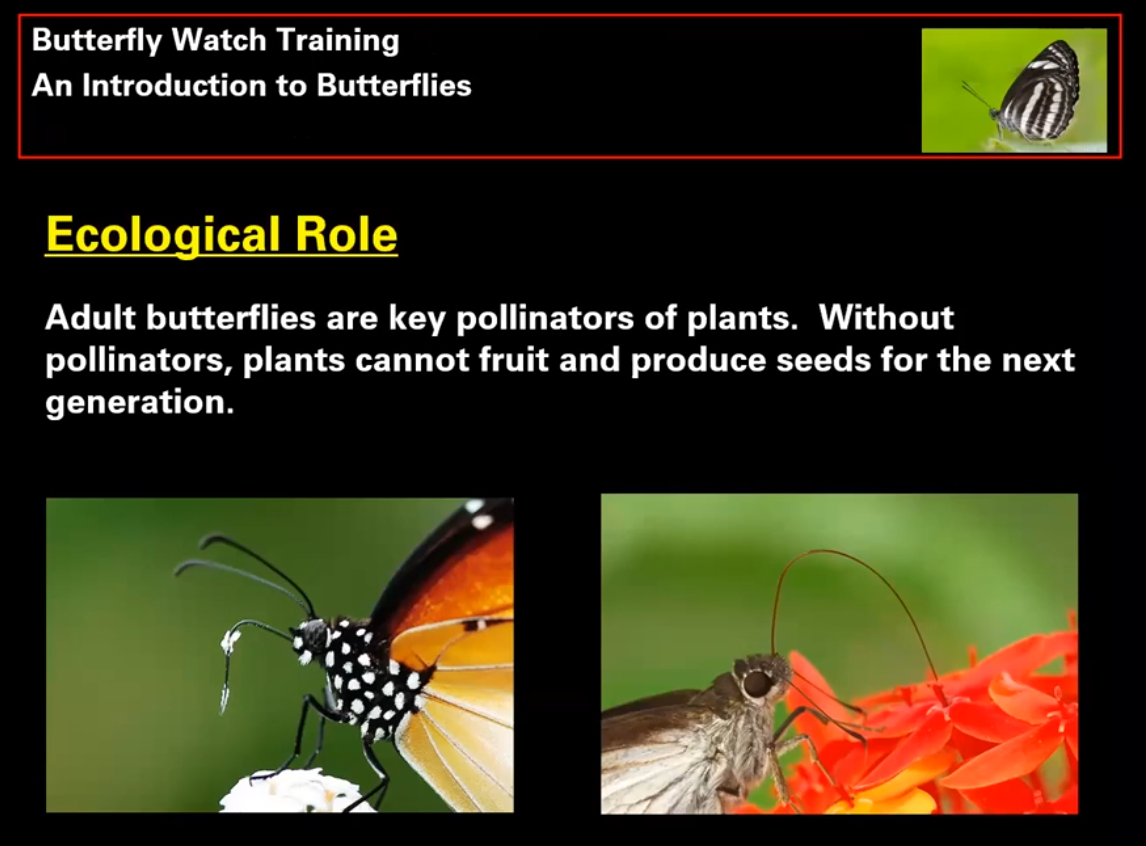 Butterfly Watch Training
An Introduction to Butterflies
Ecological Role
Adult butterflies are key pollinators of plants.  Without
pollinators, plants cannot fruit and produce seeds for the next
generation.